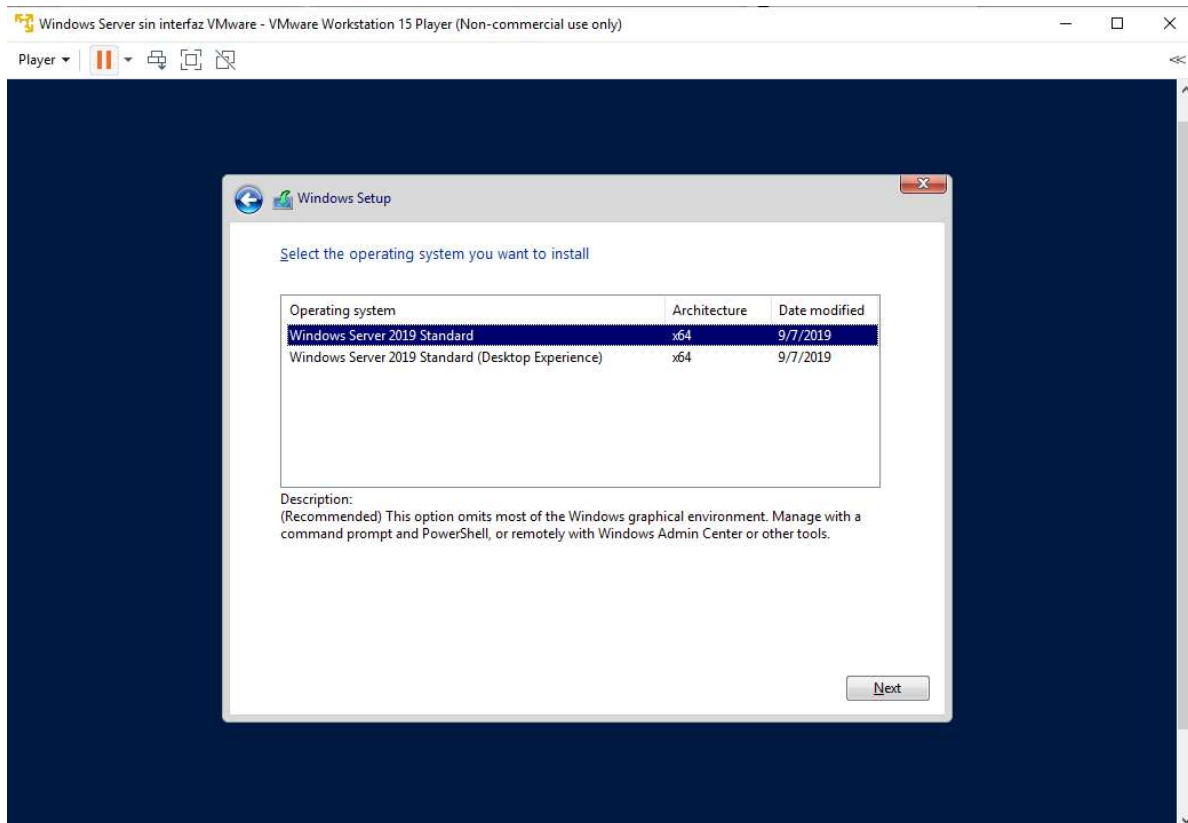 Windows Server sin interfaz VMware - VMware Workstation 15 Player (Non-commercial use only)
Player
Windows Setup
Select the operating system you want to install
Operating system Architecture Date modified
Windows Server 2019 Standard x64 9/7/2019
Windows Server 2019 Standard (Desktop Experience) x64 9/7/2019
Description:
(Recommended) This option omits most of the Windows graphical environment. Manage with a
command prompt and PowerShell, or remotely with Windows Admin Center or other tools.
Next